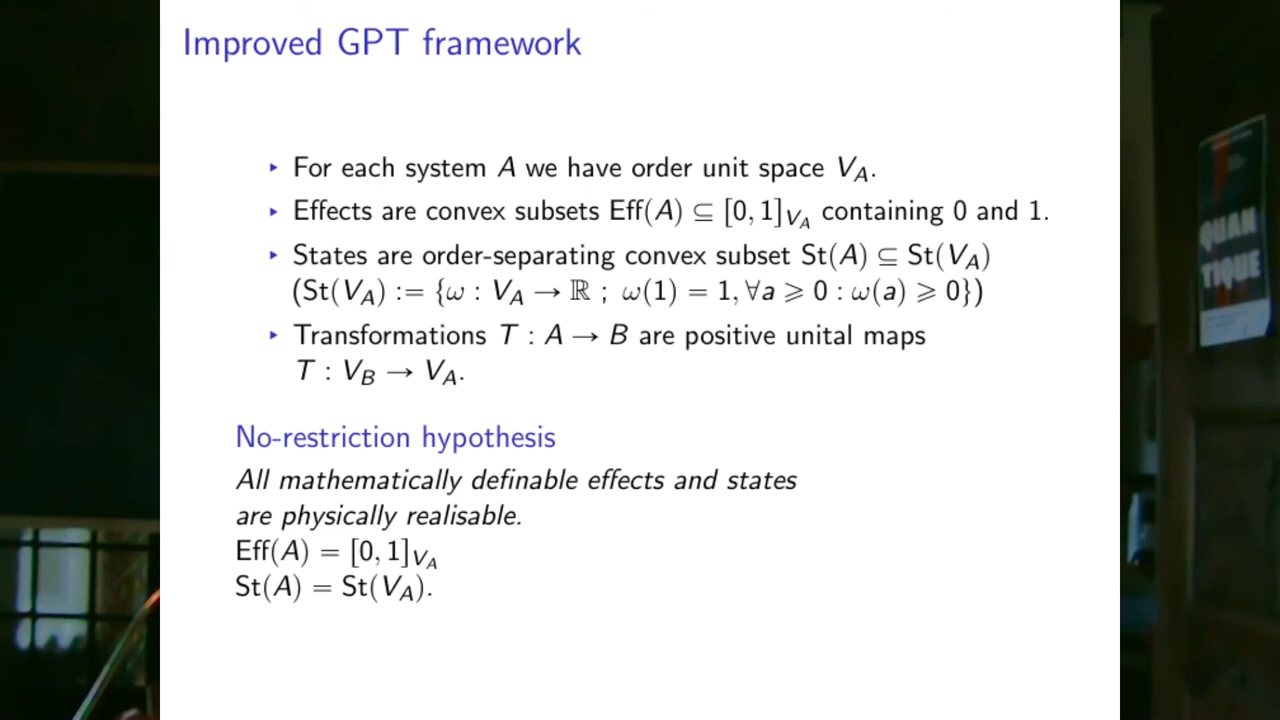 Improved GPT framework
‣ For each system A we have order unit space V_A.
‣ Effects are convex subsets Eff(A) ⊆ [0, 1]_{V_A} containing 0 and 1.
‣ States are order-separating convex subset St(A) ⊆ St(V_A)
(St(V_A) := {ω : V_A → ℝ ; ω(1) = 1, ∀a ⩾ 0 : ω(a) ⩾ 0})
‣ Transformations T : A → B are positive unital maps
T : V_B → V_A.
No-restriction hypothesis
All mathematically definable effects and states
are physically realisable.
Eff(A) = [0, 1]_{V_A}
St(A) = St(V_A).
QUAN
TIQUE